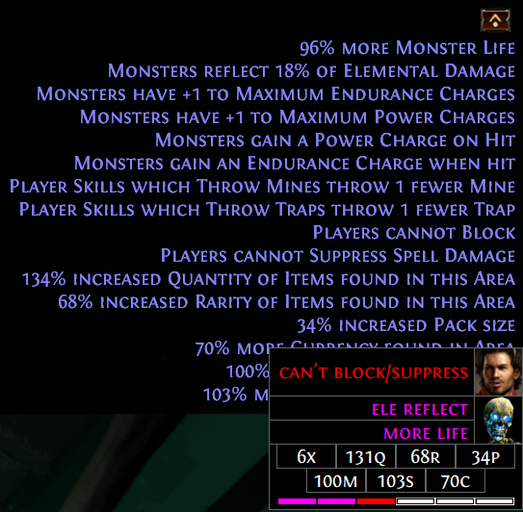 96% more Monster Life
Monsters reflect 18% of Elemental Damage
Monsters have +1 to Maximum Endurance Charges
Monsters have +1 to Maximum Power Charges
Monsters gain a Power Charge on Hit
Monsters gain an Endurance Charge when hit
Player Skills which Throw Mines throw 1 fewer Mine
Player Skills which Throw Traps throw 1 fewer Trap
Players cannot Block
Players cannot Suppress Spell Damage
134% increased Quantity of Items found in this Area
68% increased Rarity of Items found in this Area
34% increased Pack size
70% more Currency found in Area
100%
103% m
can't block/suppress
ele reflect
more life
6x 131Q 68R 34P
100M 103S 70C